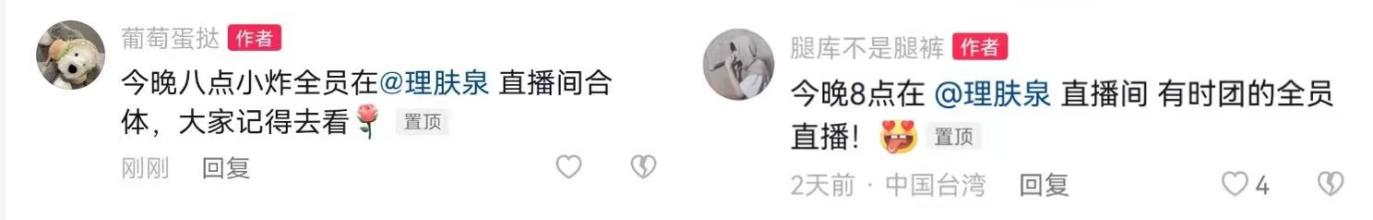 葡萄蛋挞 作者
今晚八点小炸全员在@理肤泉 直播间合
体，大家记得去看🌹 置顶
刚刚 回复
腿库不是腿裤 作者
今晚8点在 @理肤泉 直播间 有时团的全员
直播！😍 置顶
2天前 · 中国台湾 回复 4